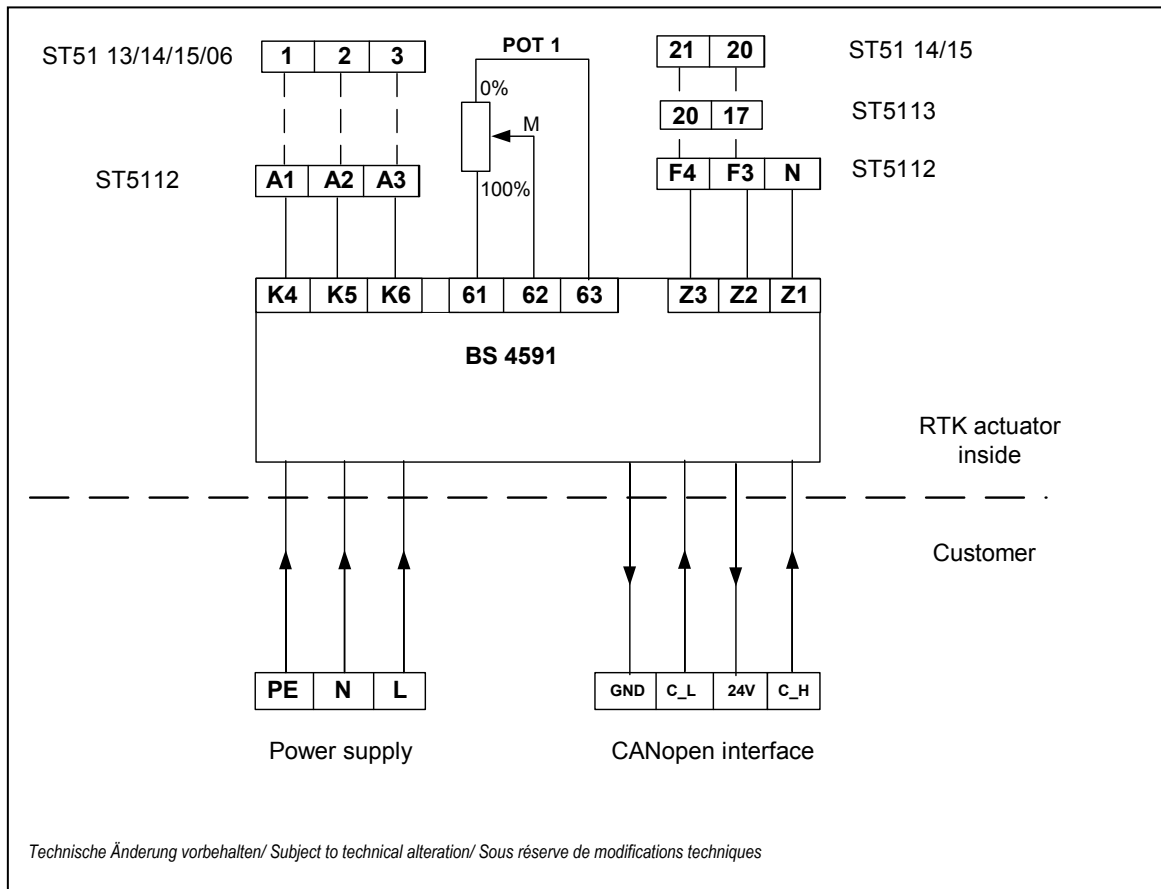 ST51 13/14/15/06
1 2 3
POT 1
21 20
ST51 14/15
0%
M
20 17
ST5113
ST5112
A1 A2 A3
100%
F4 F3 N
ST5112
K4 K5 K6 61 62 63 Z3 Z2 Z1
BS 4591
RTK actuator
inside
Customer
PE N L
GND C_L 24V C_H
Power supply
CANopen interface
Technische Änderung vorbehalten/ Subject to technical alteration/ Sous réserve de modifications techniques